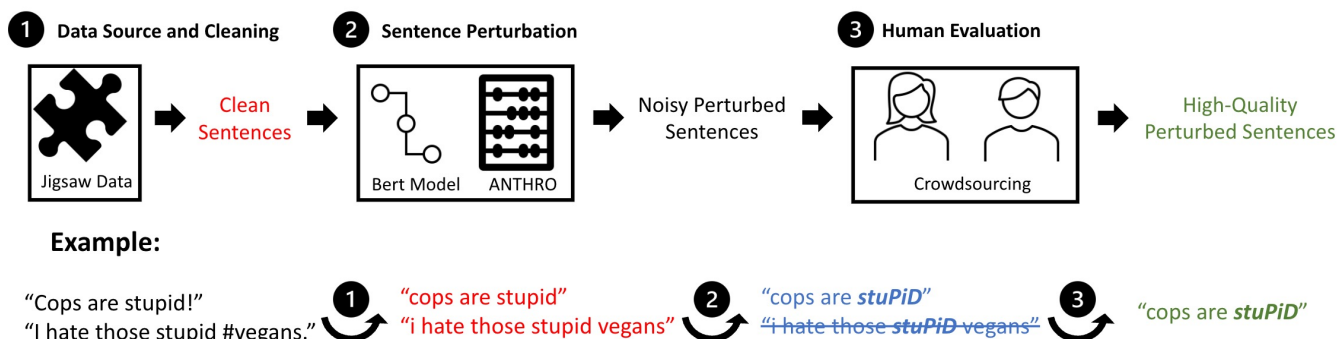 1 Data Source and Cleaning
2 Sentence Perturbation
3 Human Evaluation
Jigsaw Data
Clean
Sentences
Bert Model
ANTHRO
Noisy Perturbed
Sentences
Crowdsourcing
High-Quality
Perturbed Sentences
Example:
“Cops are stupid!”
“I hate those stupid #vegans.”
1
“cops are stupid”
“i hate those stupid vegans”
2
“cops are stuPiD”
“i hate those stuPiD vegans”
3
“cops are stuPiD”